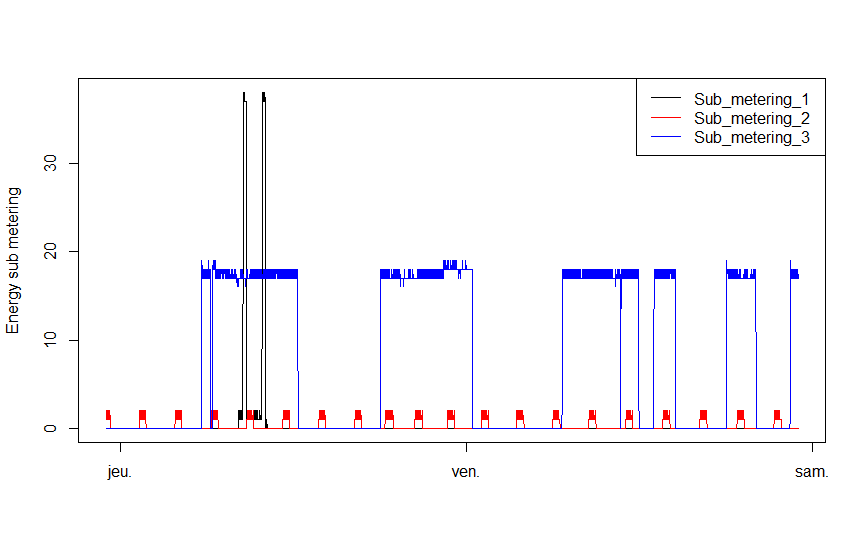 Sub_metering_1
Sub_metering_2
Sub_metering_3
Energy sub metering
30
20
10
0
jeu.
ven.
sam.